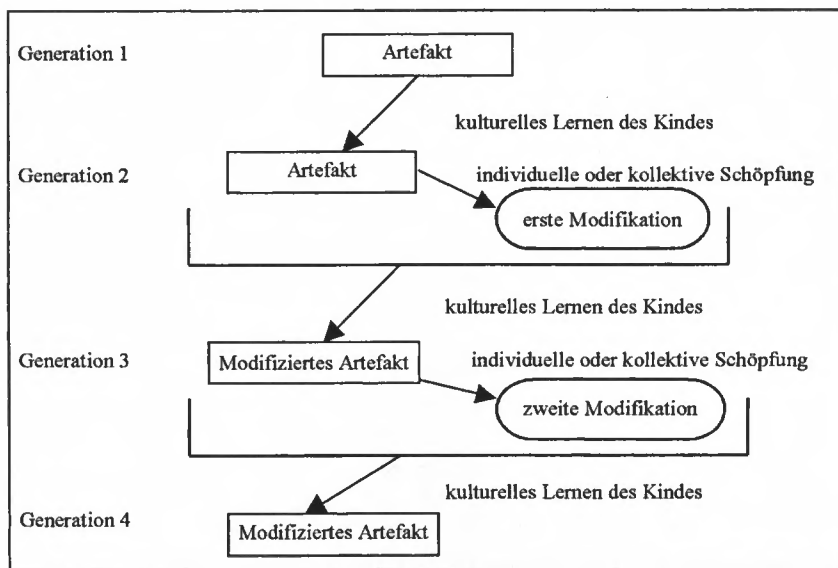 Generation 1
Artefakt
kulturelles Lernen des Kindes
Generation 2
Artefakt
individuelle oder kollektive Schöpfung
erste Modifikation
kulturelles Lernen des Kindes
Generation 3
Modifiziertes Artefakt
individuelle oder kollektive Schöpfung
zweite Modifikation
kulturelles Lernen des Kindes
Generation 4
Modifiziertes Artefakt